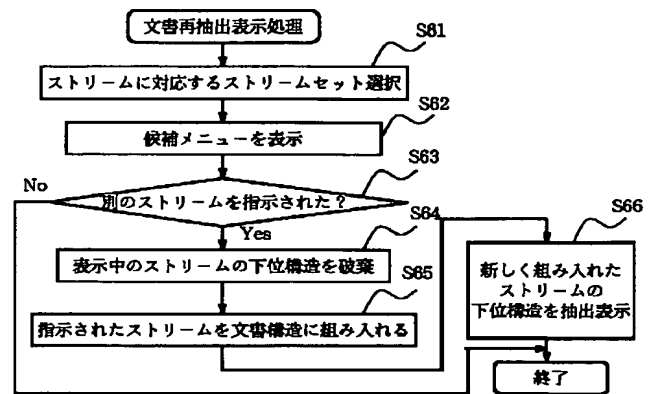 文書再抽出表示処理
S61
ストリームに対応するストリームセット選択
S62
候補メニューを表示
S63
No
別のストリームを指示された？
Yes
S64
表示中のストリームの下位構造を破棄
S65
指示されたストリームを文書構造に組み入れる
S66
新しく組み入れた
ストリームの
下位構造を抽出表示
終了